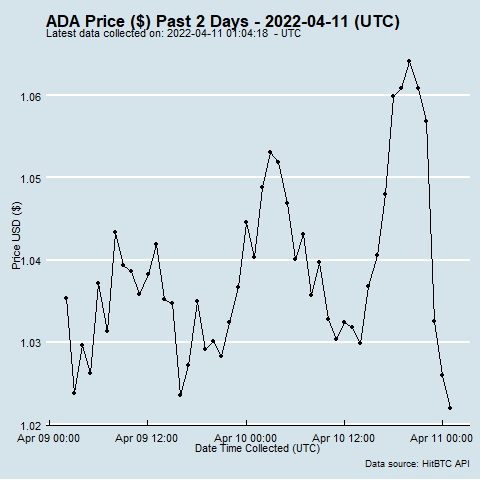 ADA Price ($) Past 2 Days - 2022-04-11 (UTC)
Latest data collected on: 2022-04-11 01:04:18 - UTC
1.06
1.05
1.04
1.03
1.02
Price USD ($)
Apr 09 00:00 Apr 09 12:00 Apr 10 00:00 Apr 10 12:00 Apr 11 00:00
Date Time Collected (UTC)
Data source: HitBTC API